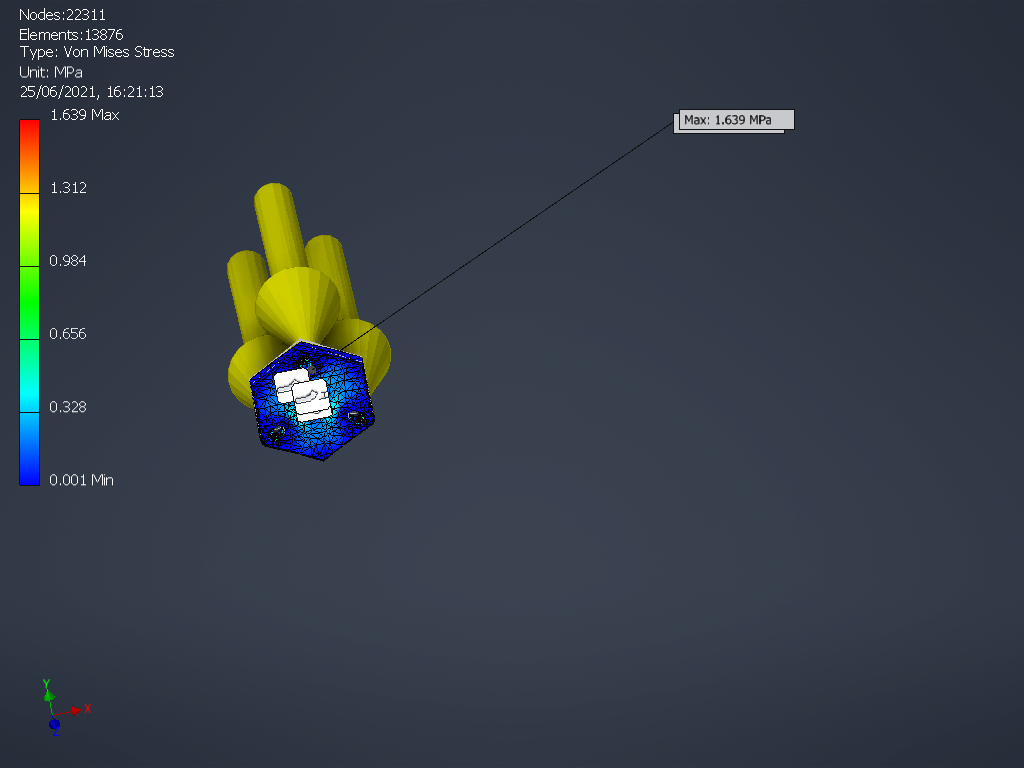 Nodes:22311
Elements:13876
Type: Von Mises Stress
Unit: MPa
25/06/2021, 16:21:13
1.639 Max
1.312
0.984
0.656
0.328
0.001 Min
Max: 1.639 MPa
Y
X
Z